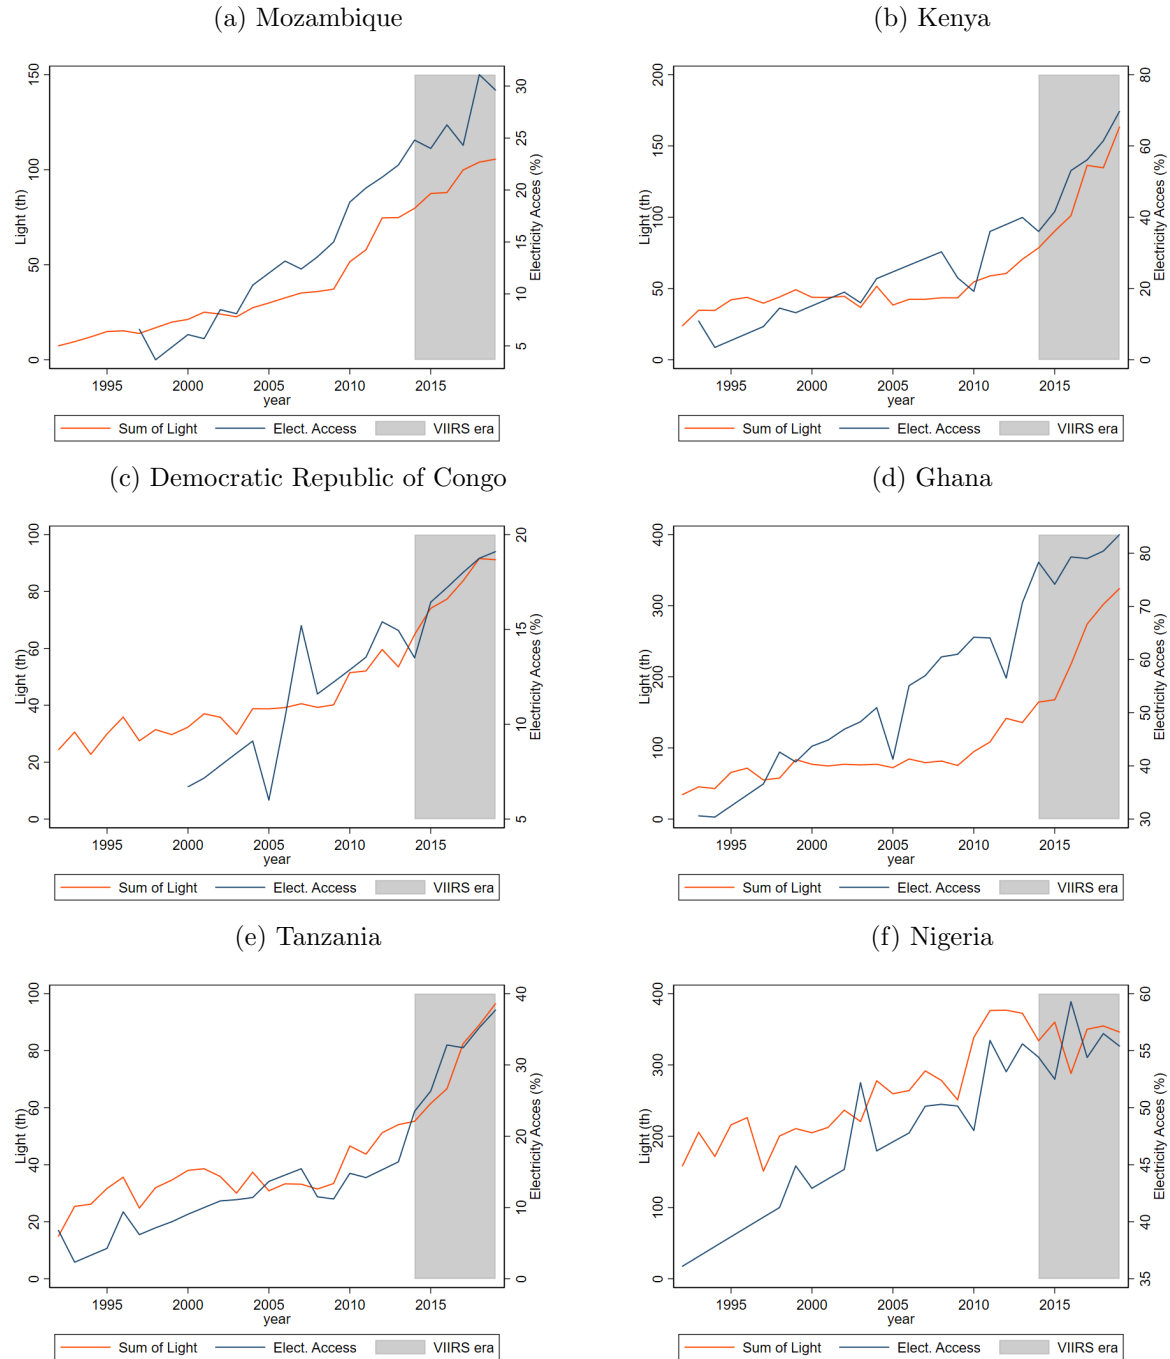 (a) Mozambique
(b) Kenya
150
100
50
0
Light (th)
30
25
20
15
10
5
Electricity Acces (%)
1995 2000 2005 2010 2015
year
Sum of Light Elect. Access VIIRS era
200
150
100
50
0
Light (th)
80
60
40
20
0
Electricity Acces (%)
1995 2000 2005 2010 2015
year
Sum of Light Elect. Access VIIRS era
(c) Democratic Republic of Congo
(d) Ghana
100
80
60
40
20
0
Light (th)
20
15
10
5
Electricity Acces (%)
1995 2000 2005 2010 2015
year
Sum of Light Elect. Access VIIRS era
400
300
200
100
0
Light (th)
80
70
60
50
40
30
Electricity Acces (%)
1995 2000 2005 2010 2015
year
Sum of Light Elect. Access VIIRS era
(e) Tanzania
(f) Nigeria
100
80
60
40
20
0
Light (th)
40
30
20
10
0
Electricity Acces (%)
1995 2000 2005 2010 2015
year
Sum of Light Elect. Access VIIRS era
400
300
200
100
0
Light (th)
60
55
50
45
40
35
Electricity Acces (%)
1995 2000 2005 2010 2015
year
Sum of Light Elect. Access VIIRS era